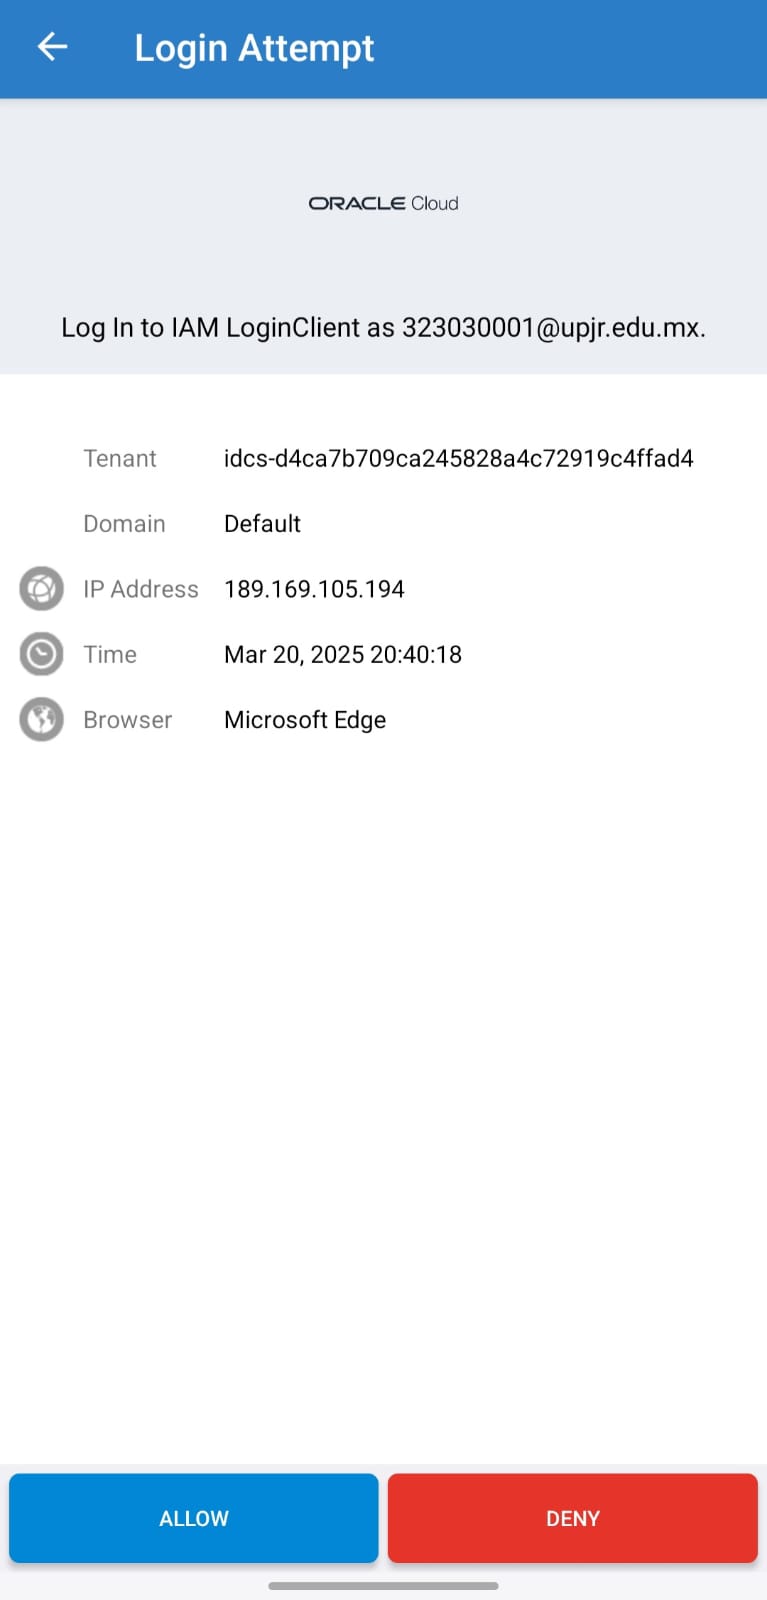 Login Attempt
ORACLE Cloud
Log In to IAM LoginClient as 323030001@upjr.edu.mx.
Tenant idcs-d4ca7b709ca245828a4c72919c4ffad4
Domain Default
IP Address 189.169.105.194
Time Mar 20, 2025 20:40:18
Browser Microsoft Edge
ALLOW DENY